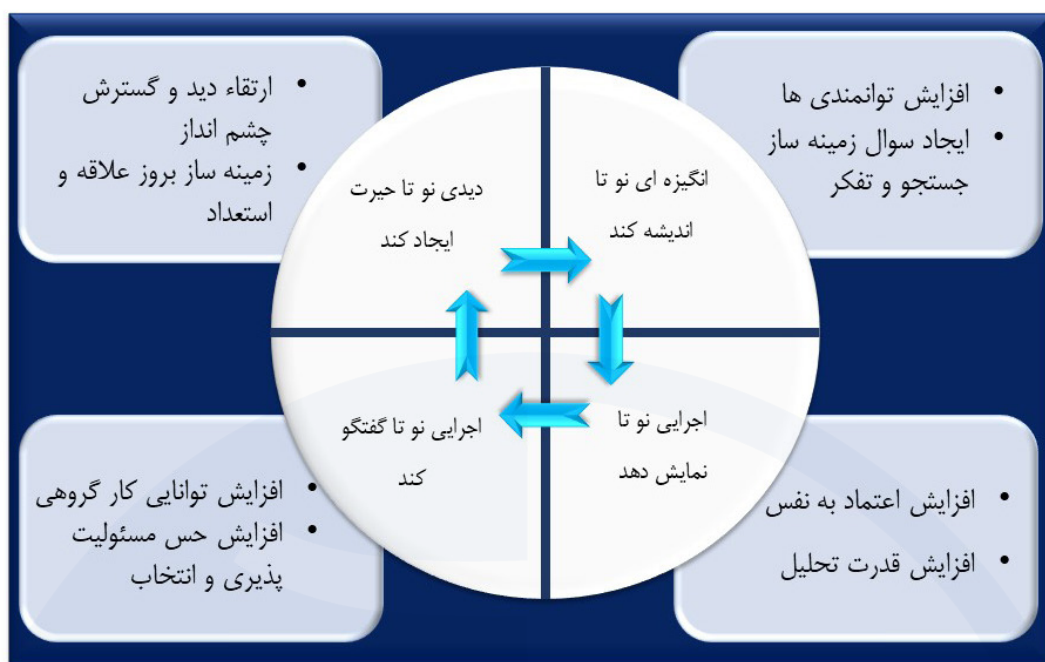 افزایش توانمندی ها
ایجاد سوال زمینه ساز
جستجو و تفکر
ارتقاء دید و گسترش
چشم انداز
زمینه ساز بروز علاقه و
استعداد
انگیزه ای نو تا
اندیشه کند
دیدی نو تا حیرت
ایجاد کند
اجرایی نو تا
نمایش دهد
اجرایی نو تا گفتگو
کند
افزایش اعتماد به نفس
افزایش قدرت تحلیل
افزایش توانایی کار گروهی
افزایش حس مسئولیت
پذیری و انتخاب